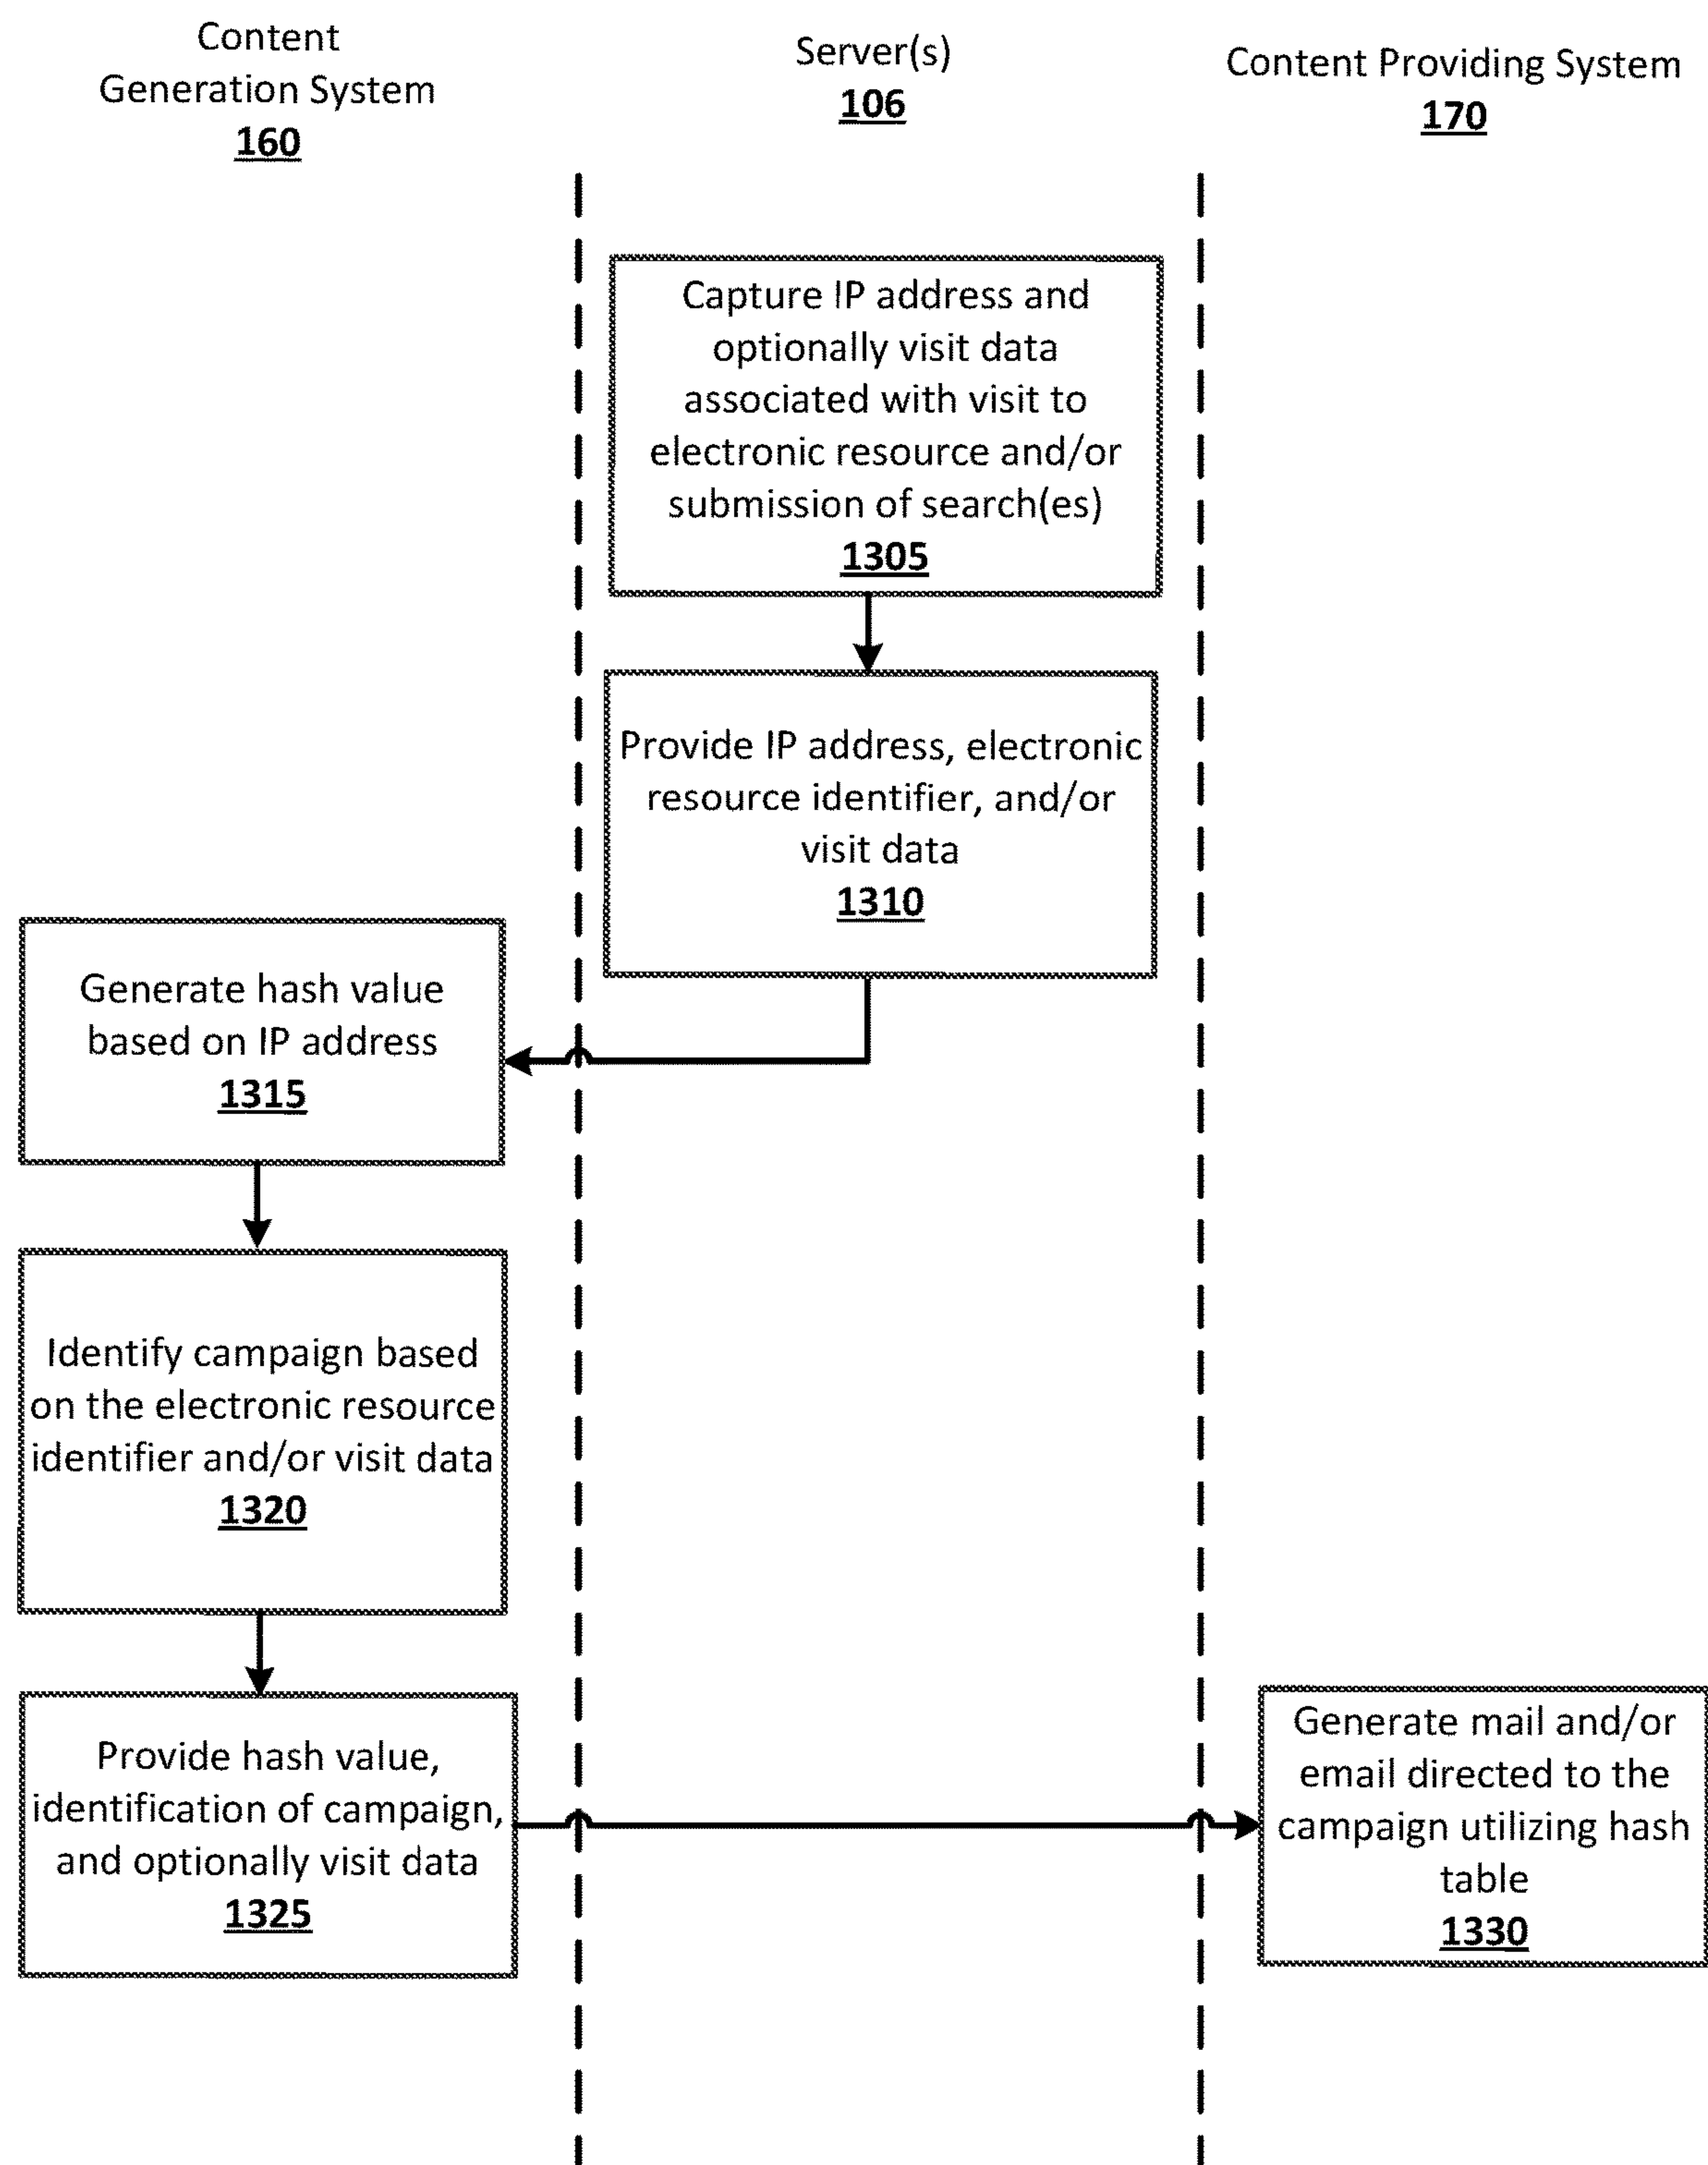 Content
Generation System
160
Server(s)
106
Content Providing System
170
Capture IP address and
optionally visit data
associated with visit to
electronic resource and/or
submission of search(es)
1305
Provide IP address, electronic
resource identifier, and/or
visit data
1310
Generate hash value
based on IP address
1315
Identify campaign based
on the electronic resource
identifier and/or visit data
1320
Provide hash value,
identification of campaign,
and optionally visit data
1325
Generate mail and/or
email directed to the
campaign utilizing hash
table
1330